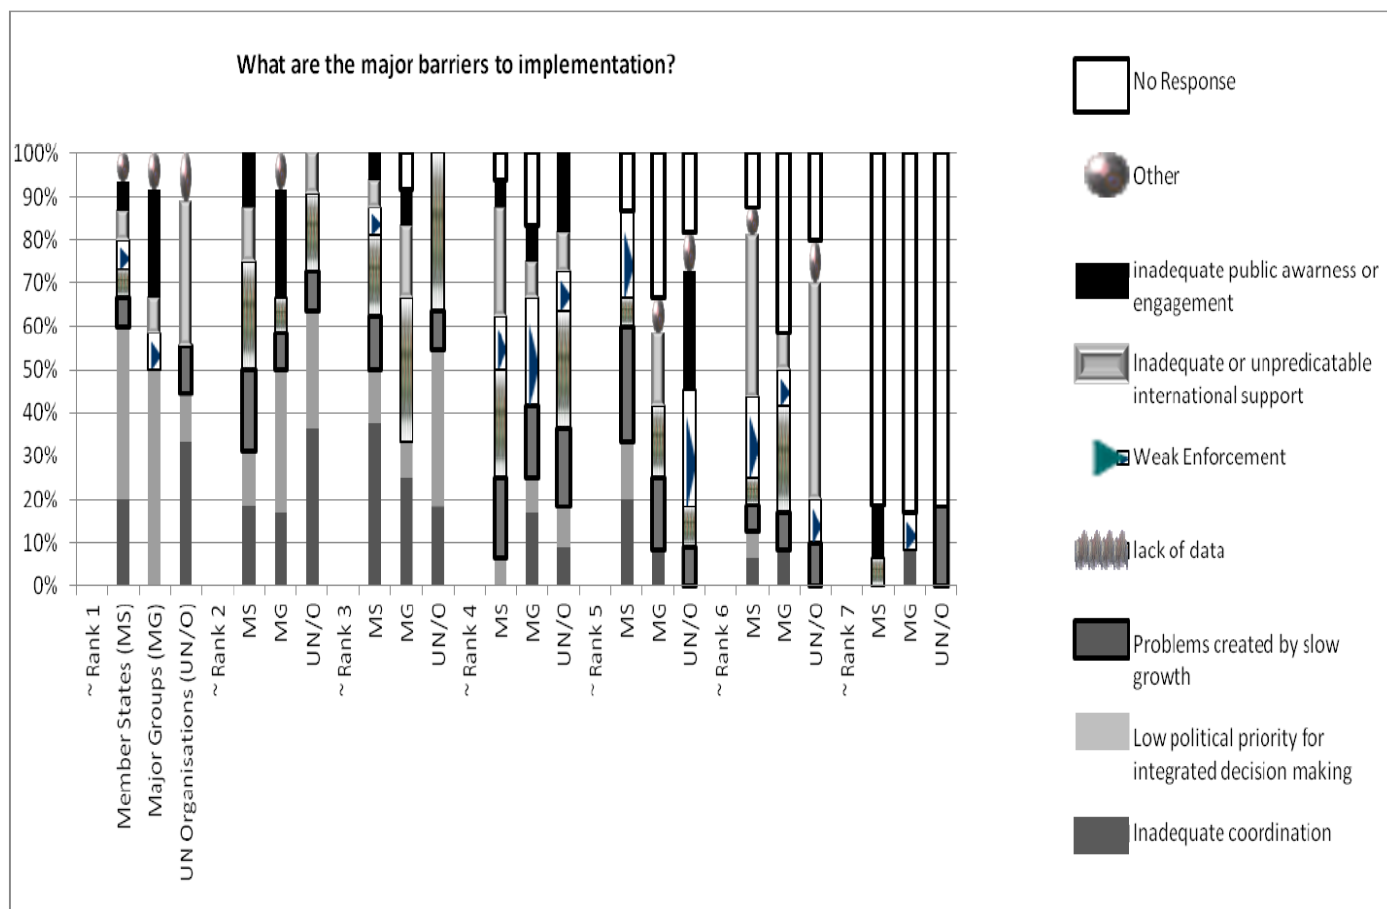 What are the major barriers to implementation?
100%
90%
80%
70%
60%
50%
40%
30%
20%
10%
0%
~ Rank 1
Member States (MS)
Major Groups (MG)
UN Organisations (UN/O)
~ Rank 2
MS
MG
UN/O
~ Rank 3
MS
MG
UN/O
~ Rank 4
MS
MG
UN/O
~ Rank 5
MS
MG
UN/O
~ Rank 6
MS
MG
UN/O
~ Rank 7
MS
MG
UN/O
No Response
Other
inadequate public awarness or
engagement
Inadequate or unpredicatable
international support
Weak Enforcement
lack of data
Problems created by slow
growth
Low political priority for
integrated decision making
Inadequate coordination